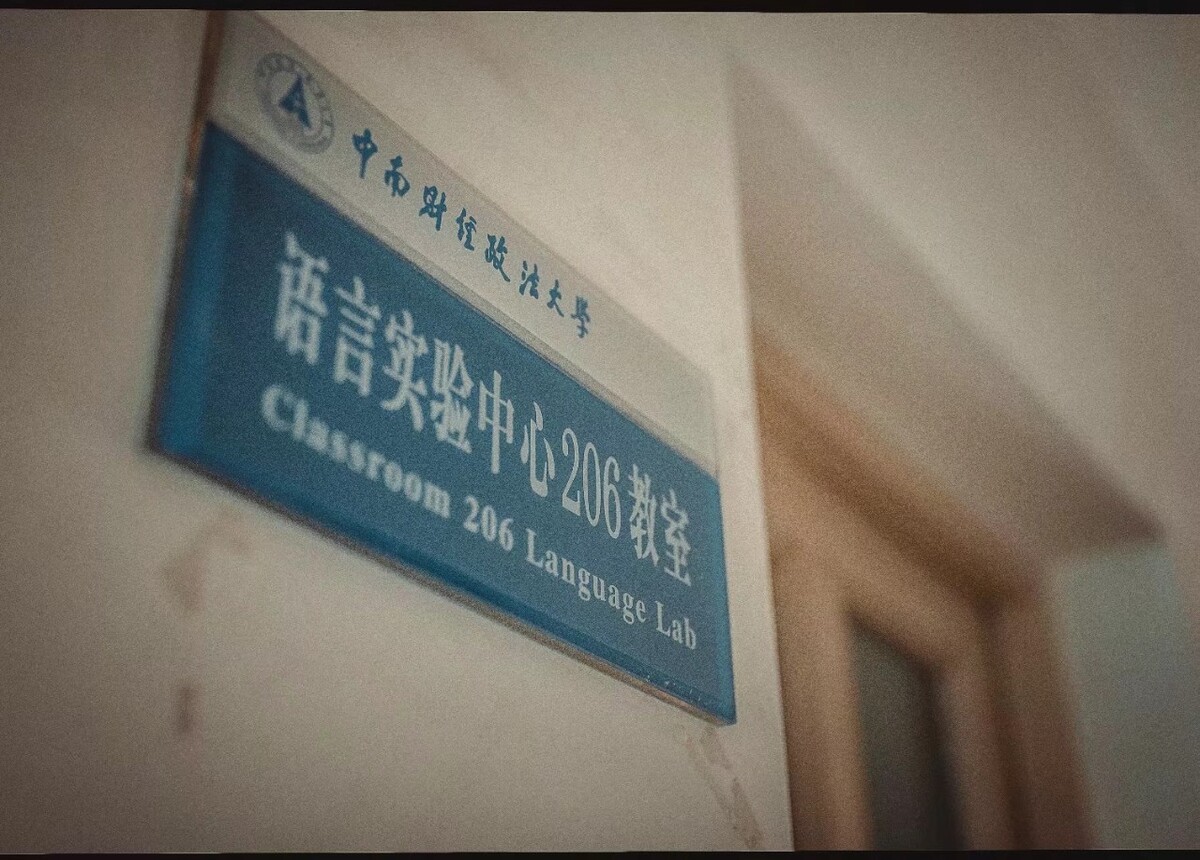 中南财经政法大學
语言实验中心206教室
Classroom 206 Language Lab